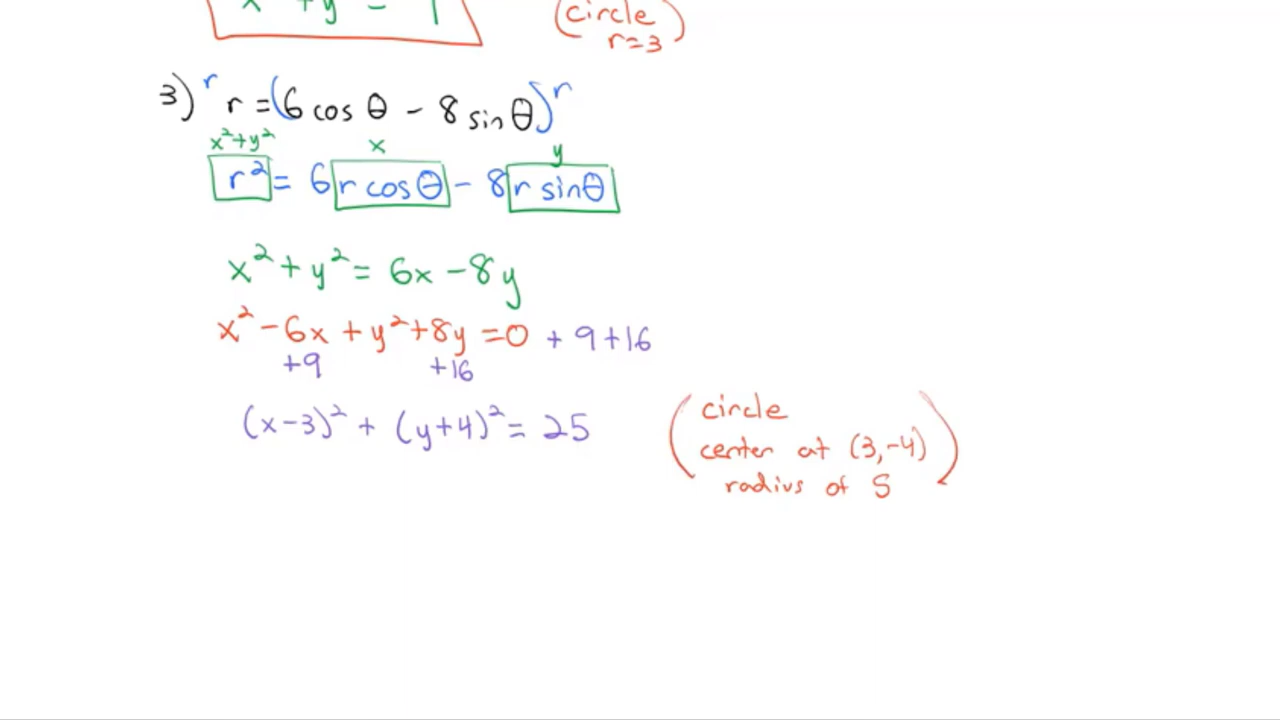 (circle
r=3)
3) r r = (6 cos θ - 8 sin θ) r
x²+y² x y
r² = 6 r cos θ - 8 r sin θ
x² + y² = 6x - 8y
x² - 6x + y² + 8y = 0 + 9 + 16
+9 +16
(x-3)² + (y+4)² = 25
(circle
center at (3,-4)
radius of 5)